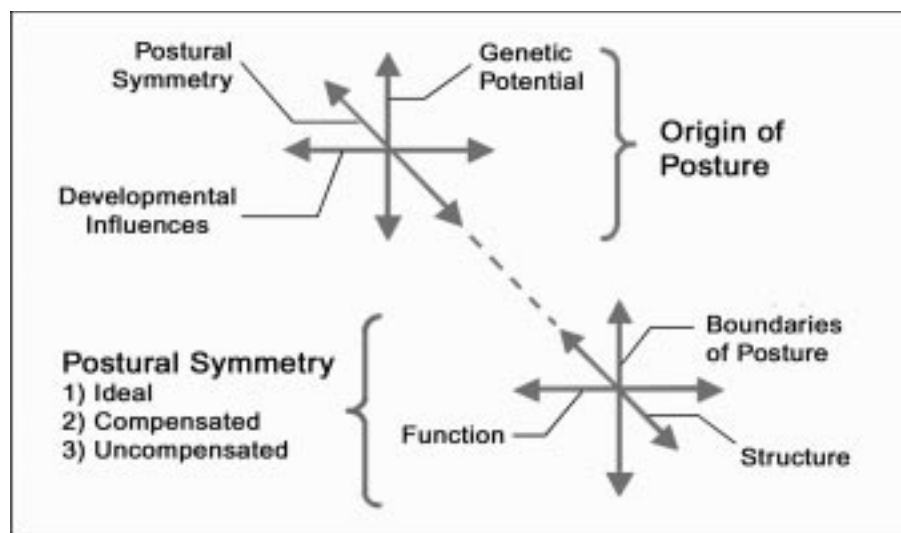 Postural
Symmetry
Genetic
Potential
Origin of
Posture
Developmental
Influences
Boundaries
of Posture
Postural Symmetry
1) Ideal
2) Compensated
3) Uncompensated
Function
Structure